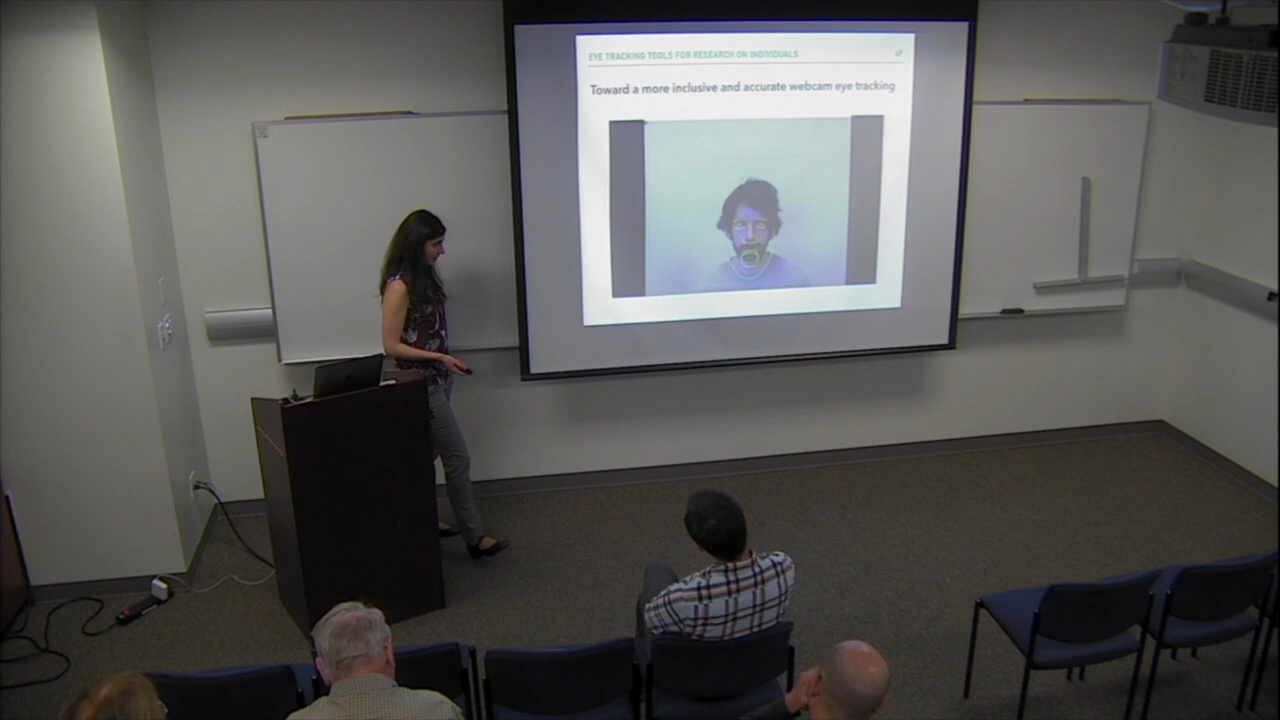 EYE TRACKING TOOLS FOR RESEARCH ON INDIVIDUALS
Toward a more inclusive and accurate webcam eye tracking